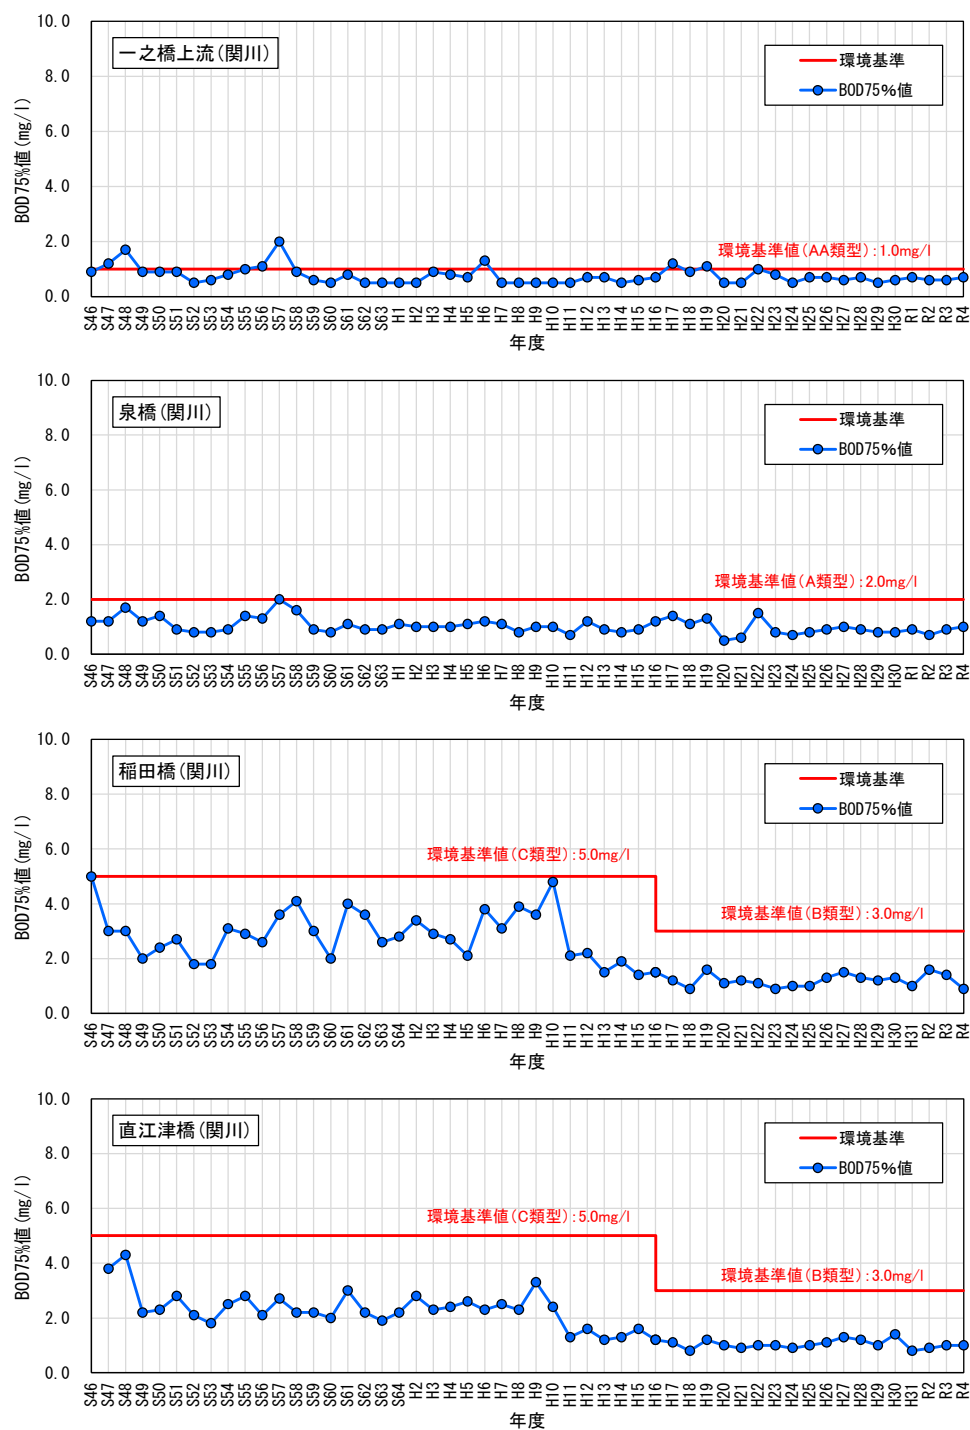 一之橋上流(関川)
環境基準
BOD75%値
BOD75%値(mg/l)
10.0
8.0
6.0
4.0
2.0
0.0
環境基準値(AA類型):1.0mg/l
S46 S47 S48 S49 S50 S51 S52 S53 S54 S55 S56 S57 S58 S59 S60 S61 S62 S63 H1 H2 H3 H4 H5 H6 H7 H8 H9 H10 H11 H12 H13 H14 H15 H16 H17 H18 H19 H20 H21 H22 H23 H24 H25 H26 H27 H28 H29 H30 R1 R2 R3 R4
年度
泉橋(関川)
環境基準
BOD75%値
BOD75%値(mg/l)
10.0
8.0
6.0
4.0
2.0
0.0
環境基準値(A類型):2.0mg/l
S46 S47 S48 S49 S50 S51 S52 S53 S54 S55 S56 S57 S58 S59 S60 S61 S62 S63 H1 H2 H3 H4 H5 H6 H7 H8 H9 H10 H11 H12 H13 H14 H15 H16 H17 H18 H19 H20 H21 H22 H23 H24 H25 H26 H27 H28 H29 H30 R1 R2 R3 R4
年度
稲田橋(関川)
環境基準
BOD75%値
BOD75%値(mg/l)
10.0
8.0
6.0
4.0
2.0
0.0
環境基準値(C類型):5.0mg/l
環境基準値(B類型):3.0mg/l
S46 S47 S48 S49 S50 S51 S52 S53 S54 S55 S56 S57 S58 S59 S60 S61 S62 S63 S64 H2 H3 H4 H5 H6 H7 H8 H9 H10 H11 H12 H13 H14 H15 H16 H17 H18 H19 H20 H21 H22 H23 H24 H25 H26 H27 H28 H29 H30 H31 R2 R3 R4
年度
直江津橋(関川)
環境基準
BOD75%値
BOD75%値(mg/l)
10.0
8.0
6.0
4.0
2.0
0.0
環境基準値(C類型):5.0mg/l
環境基準値(B類型):3.0mg/l
S46 S47 S48 S49 S50 S51 S52 S53 S54 S55 S56 S57 S58 S59 S60 S61 S62 S63 S64 H2 H3 H4 H5 H6 H7 H8 H9 H10 H11 H12 H13 H14 H15 H16 H17 H18 H19 H20 H21 H22 H23 H24 H25 H26 H27 H28 H29 H30 H31 R2 R3 R4
年度